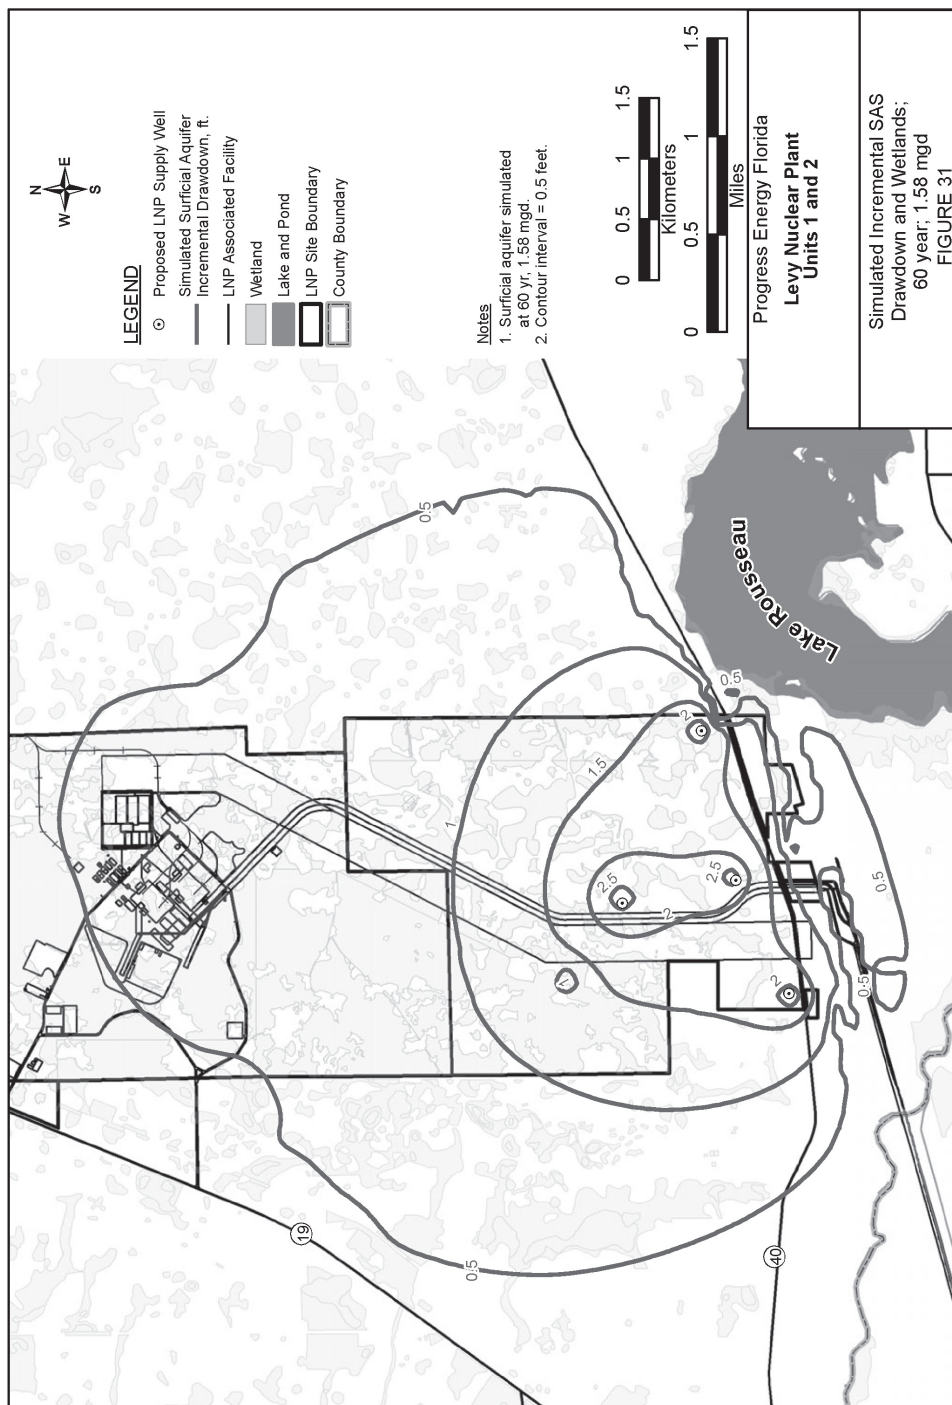 N
W
E
S
LEGEND
Proposed LNP Supply Well
Simulated Surficial Aquifer
Incremental Drawdown, ft.
LNP Associated Facility
Wetland
Lake and Pond
LNP Site Boundary
County Boundary
Notes
1. Surficial aquifer simulated
at 60 yr, 1.58 mgd.
2. Contour interval = 0.5 feet.
0 0.5 1 1.5
Kilometers
0 0.5 1 1.5
Miles
Progress Energy Florida
Levy Nuclear Plant
Units 1 and 2
Simulated Incremental SAS
Drawdown and Wetlands;
60 year; 1.58 mgd
FIGURE 31
0.5
1
1.5
2
2.5
2.5
2
2
1
0.5
0.5
0.5
0.5
19
40
Lake Rousseau